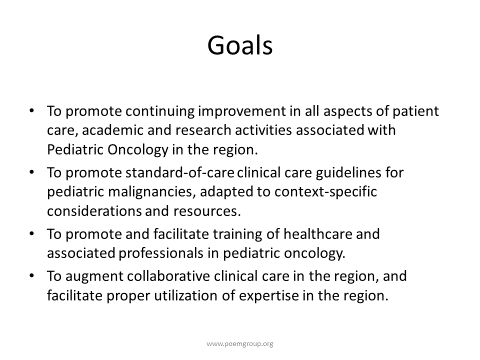 Goals
• To promote continuing improvement in all aspects of patient
care, academic and research activities associated with
Pediatric Oncology in the region.
• To promote standard-of-care clinical care guidelines for
pediatric malignancies, adapted to context-specific
considerations and resources.
• To promote and facilitate training of healthcare and
associated professionals in pediatric oncology.
• To augment collaborative clinical care in the region, and
facilitate proper utilization of expertise in the region.
www.poemgroup.org